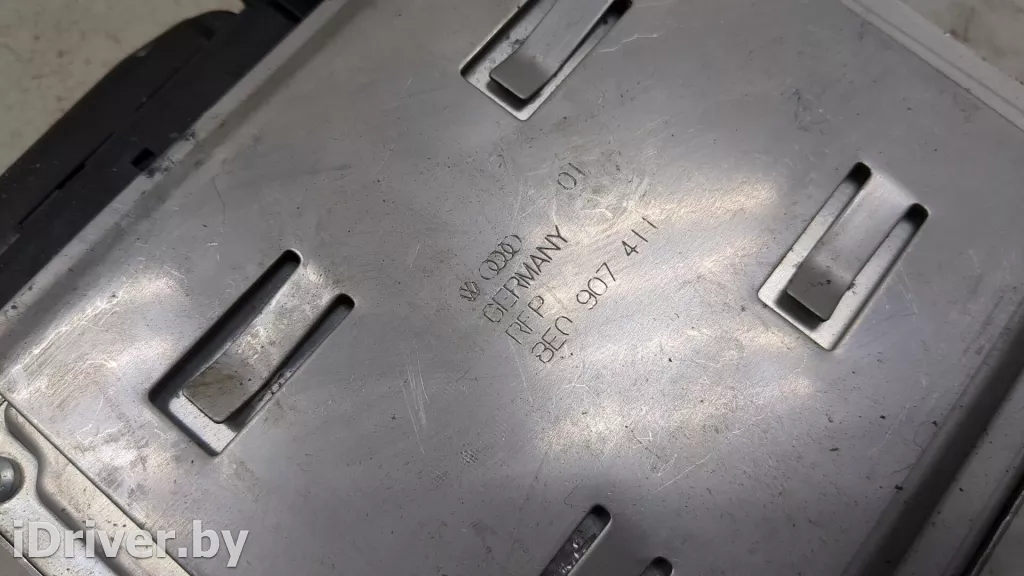 GERMANY 01
RFP
8E0 907 411
iDriver.by